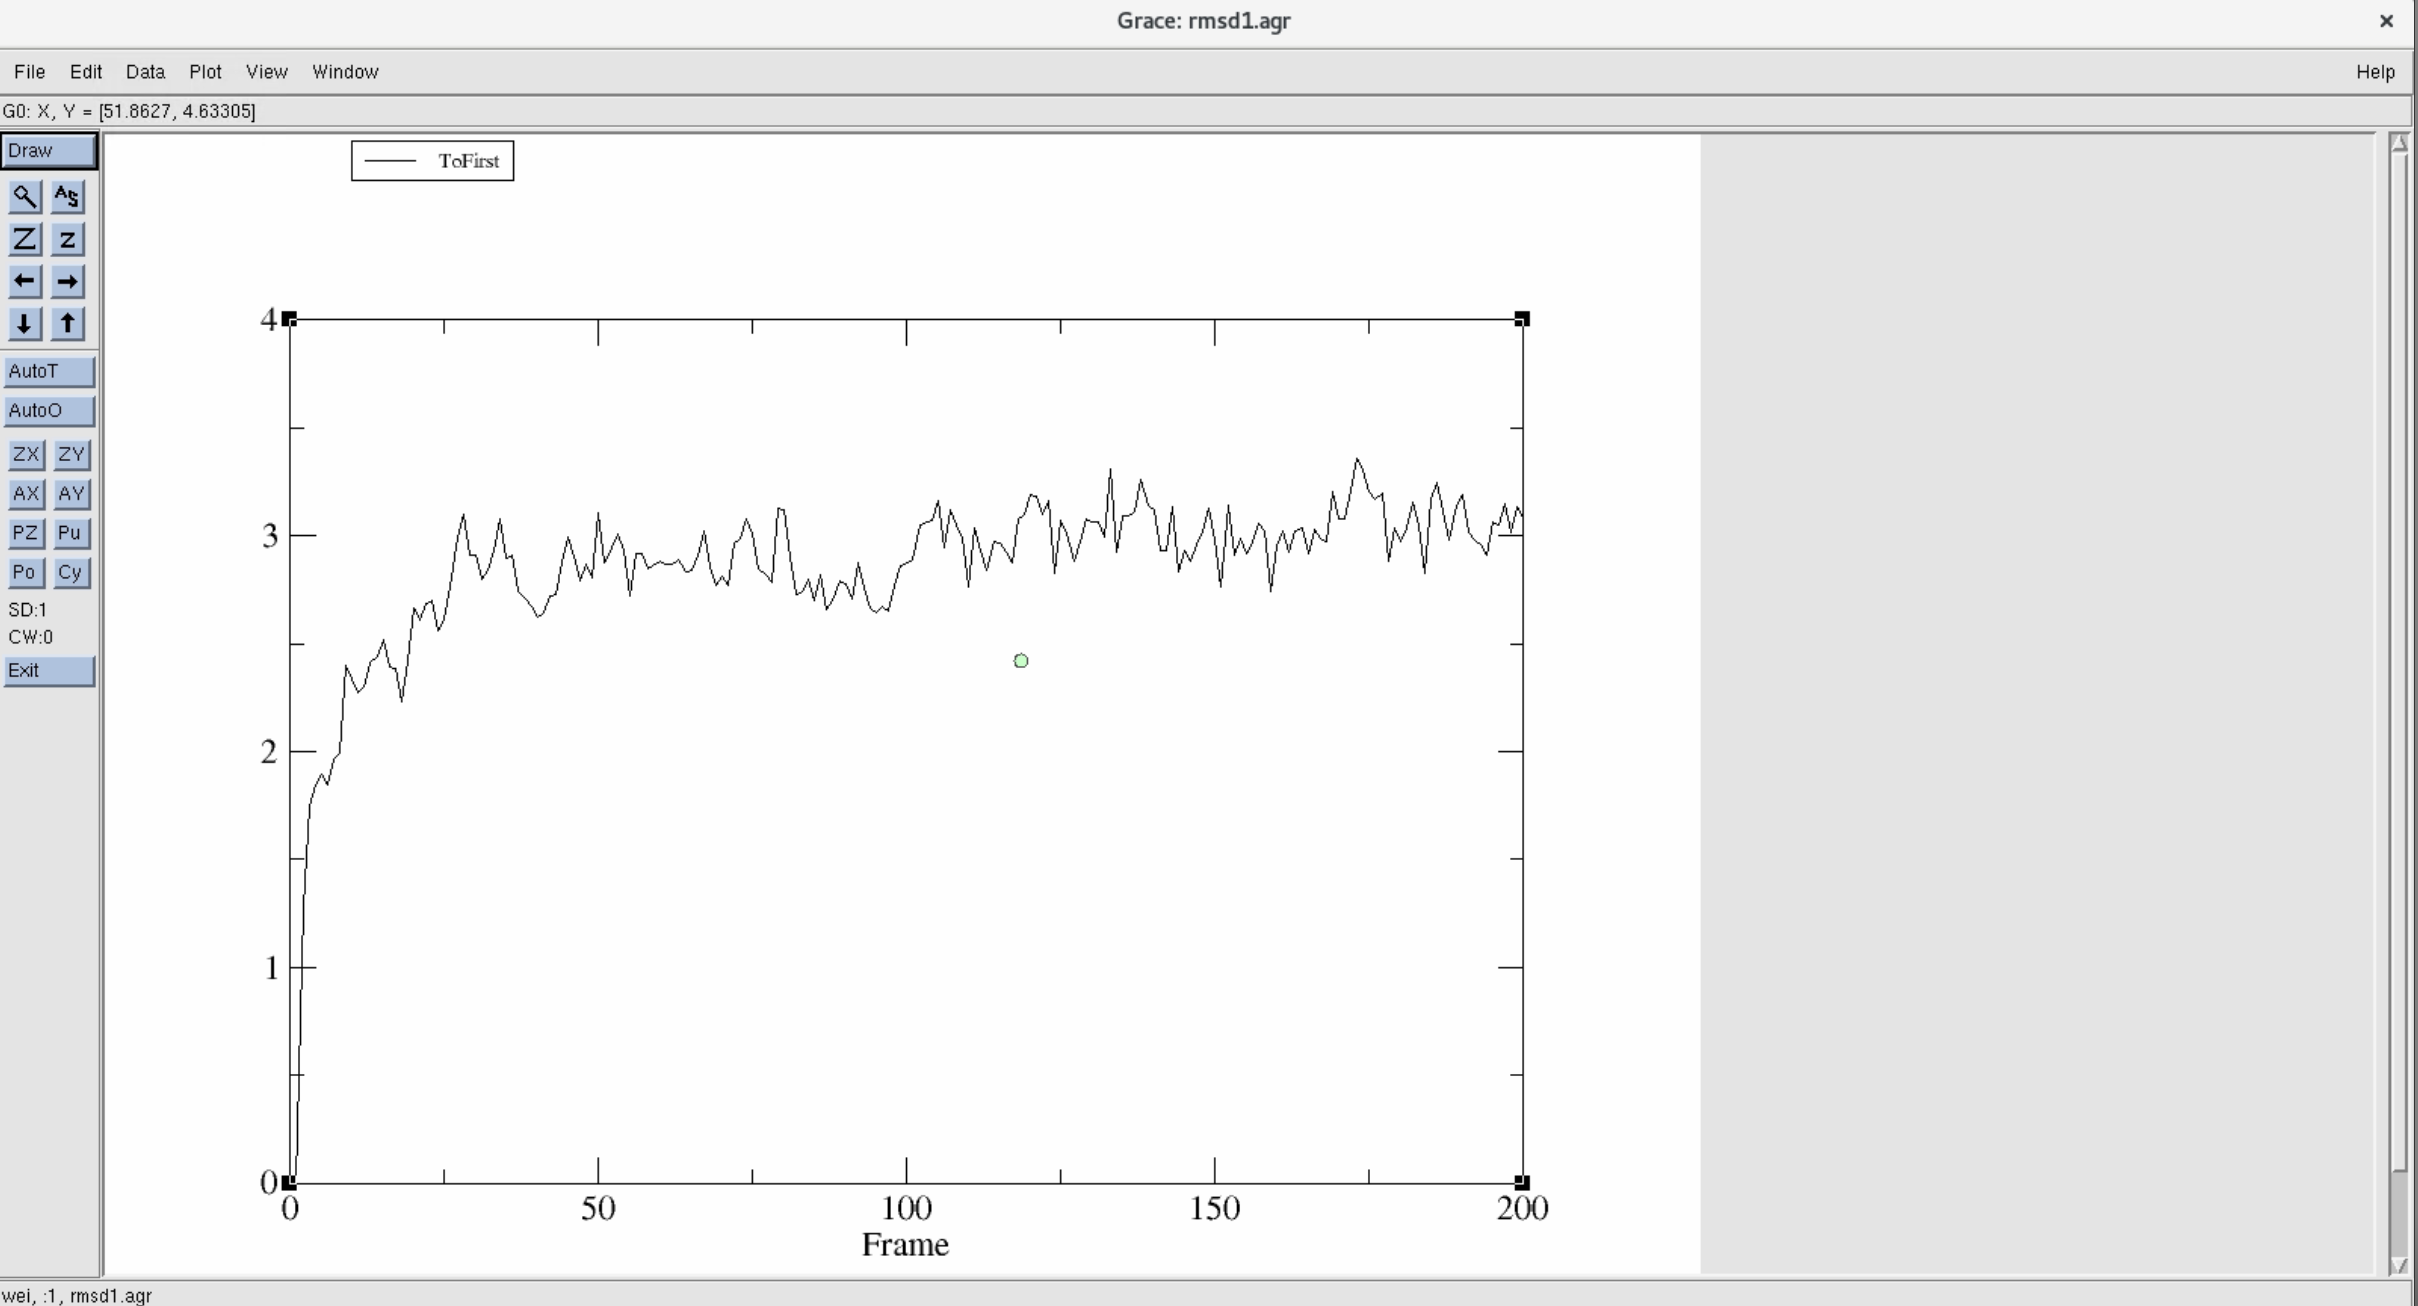 Grace: rmsd1.agr
File Edit Data Plot View Window Help
G0: X, Y = [51.8627, 4.63305]
Draw
ToFirst
AS
Z z
AutoT
AutoO
ZX ZY
AX AY
PZ Pu
Po Cy
SD:1
CW:0
Exit
4
3
2
1
0
0 50 100 150 200
Frame
wei, :1, rmsd1.agr